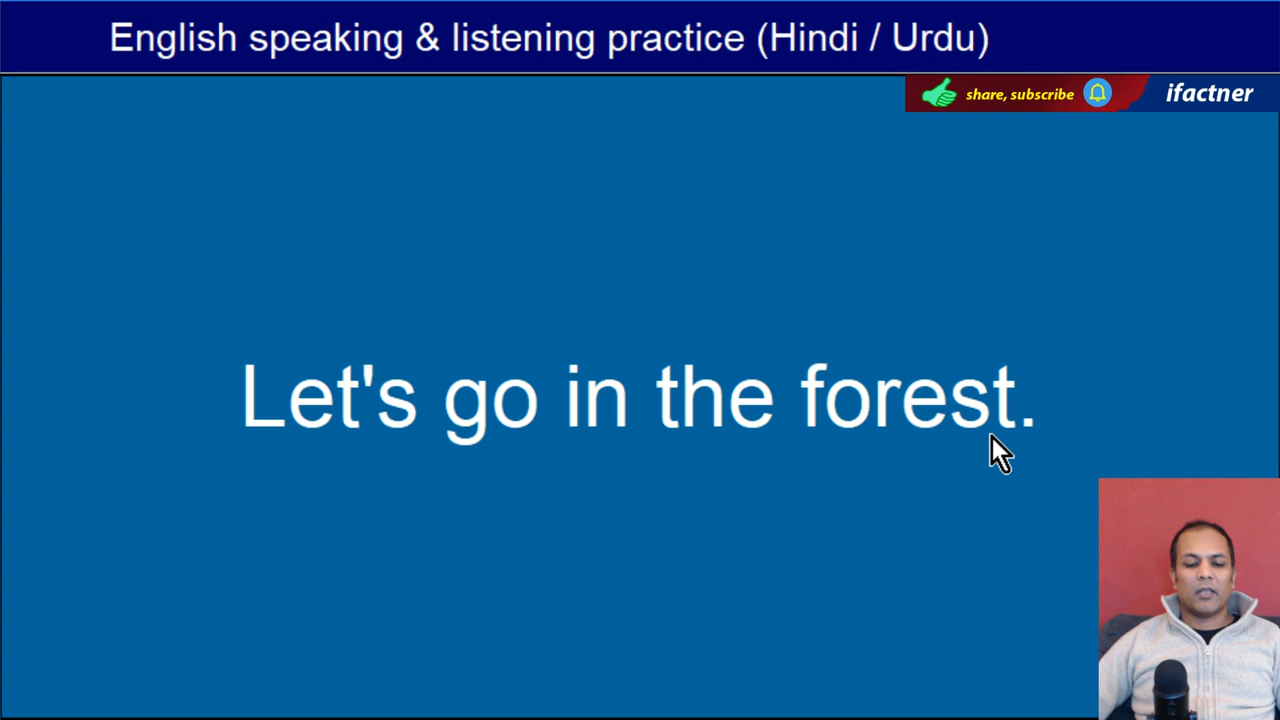 English speaking & listening practice (Hindi / Urdu)
share, subscribe
ifactner
Let's go in the forest.